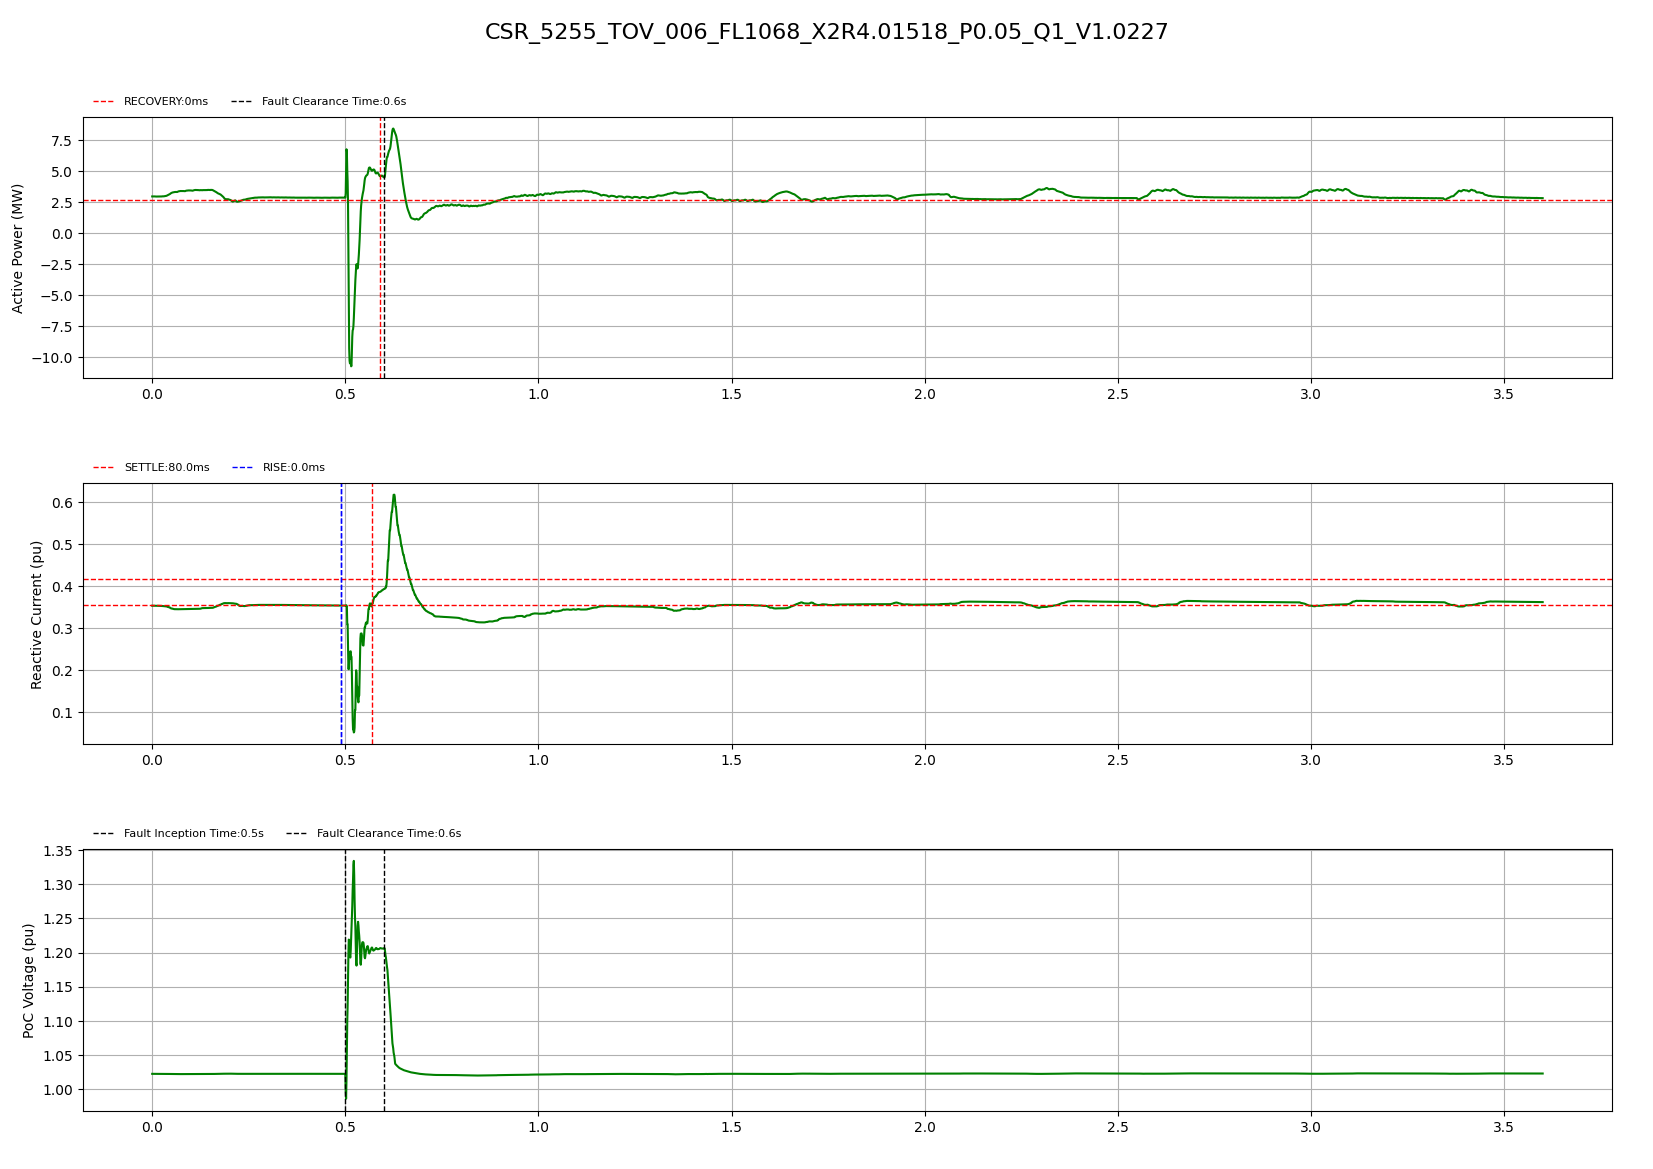 CSR_5255_TOV_006_FL1068_X2R4.01518_P0.05_Q1_V1.0227
RECOVERY:0ms Fault Clearance Time:0.6s
Active Power (MW)
7.5
5.0
2.5
0.0
−2.5
−5.0
−7.5
−10.0
0.0 0.5 1.0 1.5 2.0 2.5 3.0 3.5
SETTLE:80.0ms RISE:0.0ms
Reactive Current (pu)
0.6
0.5
0.4
0.3
0.2
0.1
0.0 0.5 1.0 1.5 2.0 2.5 3.0 3.5
Fault Inception Time:0.5s Fault Clearance Time:0.6s
PoC Voltage (pu)
1.35
1.30
1.25
1.20
1.15
1.10
1.05
1.00
0.0 0.5 1.0 1.5 2.0 2.5 3.0 3.5